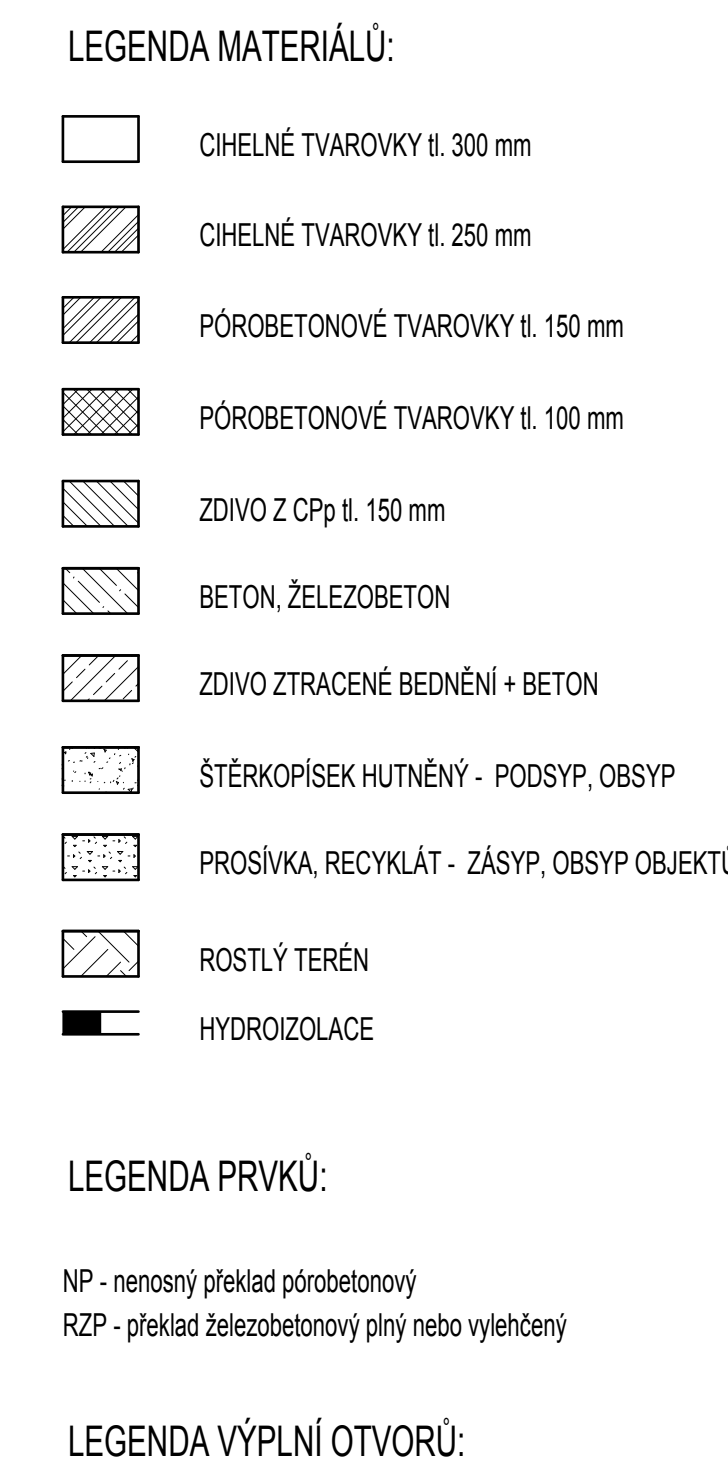 LEGENDA MATERIÁLŮ:
CIHELNÉ TVAROVKY tl. 300 mm
CIHELNÉ TVAROVKY tl. 250 mm
PÓROBETONOVÉ TVAROVKY tl. 150 mm
PÓROBETONOVÉ TVAROVKY tl. 100 mm
ZDIVO Z CPp tl. 150 mm
BETON, ŽELEZOBETON
ZDIVO ZTRACENÉ BEDNĚNÍ + BETON
ŠTĚRKOPÍSEK HUTNĚNÝ - PODSYP, OBSYP
PROSÍVKA, RECYKLÁT - ZÁSYP, OBSYP OBJEKTŮ
ROSTLÝ TERÉN
HYDROIZOLACE
LEGENDA PRVKŮ:
NP - nenosný překlad pórobetonový
RZP - překlad železobetonový plný nebo vylehčený
LEGENDA VÝPLNÍ OTVORŮ: